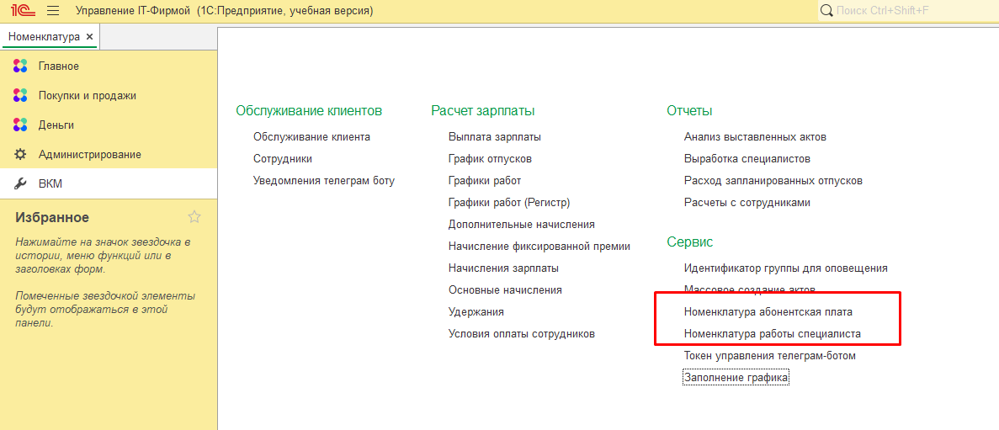 1С Управление IT-Фирмой (1С:Предприятие, учебная версия) Поиск Ctrl+Shift+F
Номенклатура ×
Главное
Покупки и продажи
Деньги
Администрирование
ВКМ
Избранное
Нажимайте на значок звездочка в
истории, меню функций или в
заголовках форм.
Помеченные звездочкой элементы
будут отображаться в этой
панели.
Обслуживание клиентов
Обслуживание клиента
Сотрудники
Уведомления телеграм боту
Расчет зарплаты
Выплата зарплаты
График отпусков
Графики работ
Графики работ (Регистр)
Дополнительные начисления
Начисление фиксированной премии
Начисления зарплаты
Основные начисления
Удержания
Условия оплаты сотрудников
Отчеты
Анализ выставленных актов
Выработка специалистов
Расход запланированных отпусков
Расчеты с сотрудниками
Сервис
Идентификатор группы для оповещения
Массовое создание актов
Номенклатура абонентская плата
Номенклатура работы специалиста
Токен управления телеграм-ботом
Заполнение графика